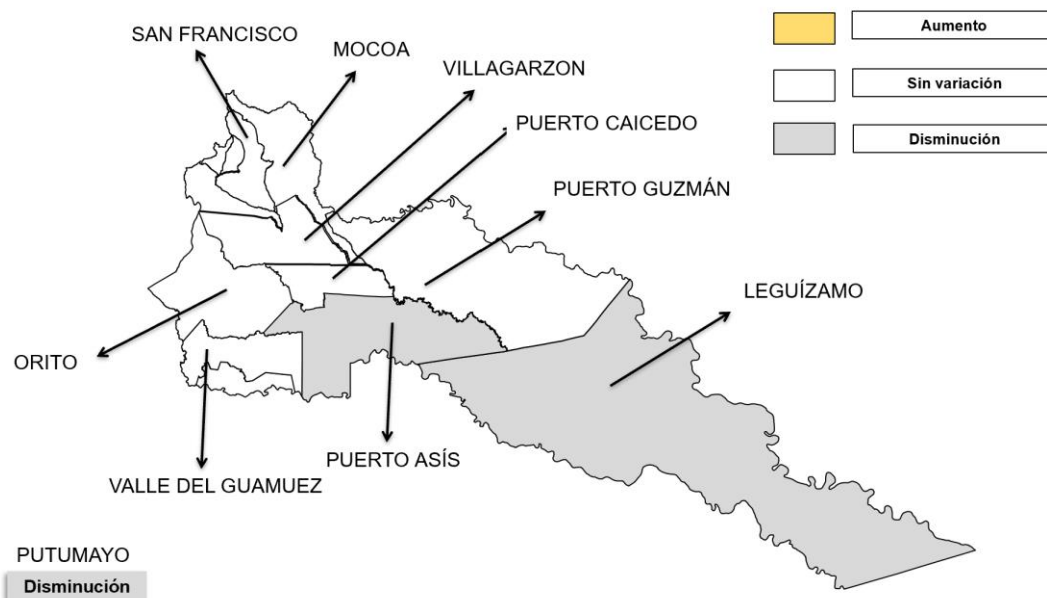 SAN FRANCISCO
MOCOA
VILLAGARZON
PUERTO CAICEDO
PUERTO GUZMÁN
LEGUÍZAMO
ORITO
PUERTO ASÍS
VALLE DEL GUAMUEZ
Aumento
Sin variación
Disminución
PUTUMAYO
Disminución